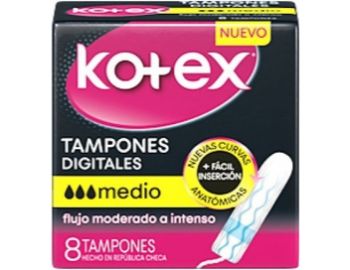 NUEVO
medio
kotex
TAMPONES
DIGITALES
medio
flujo moderado a intenso
NUEVAS CURVAS
+ FÁCIL
INSERCIÓN
ANATÓMICAS
8 TAMPONES
HECHO EN REPÚBLICA CHECA